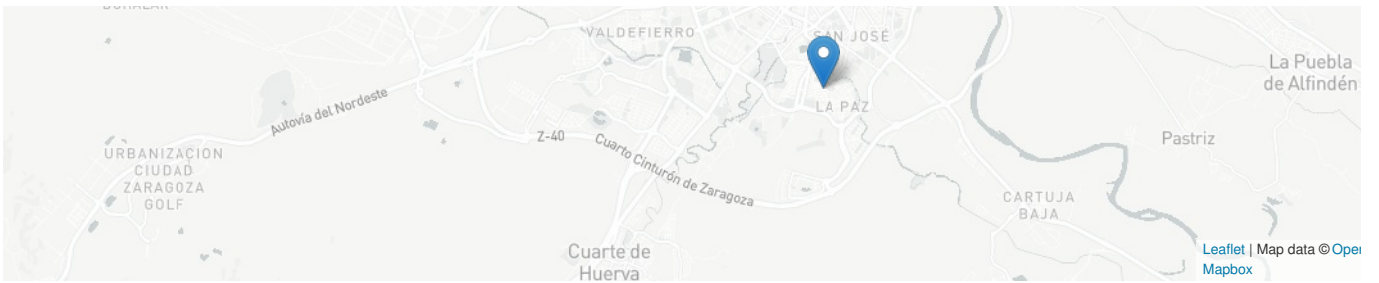 VALDEFIERRO
SAN JOSÉ
La Puebla
de Alfindén
Autovía del Nordeste
LA PAZ
Z-40
Cuarto Cinturón de Zaragoza
Pastriz
URBANIZACION
CIUDAD
ZARAGOZA
GOLF
CARTUJA
BAJA
Cuarte de
Huerva
Leaflet | Map data © Oper
Mapbox